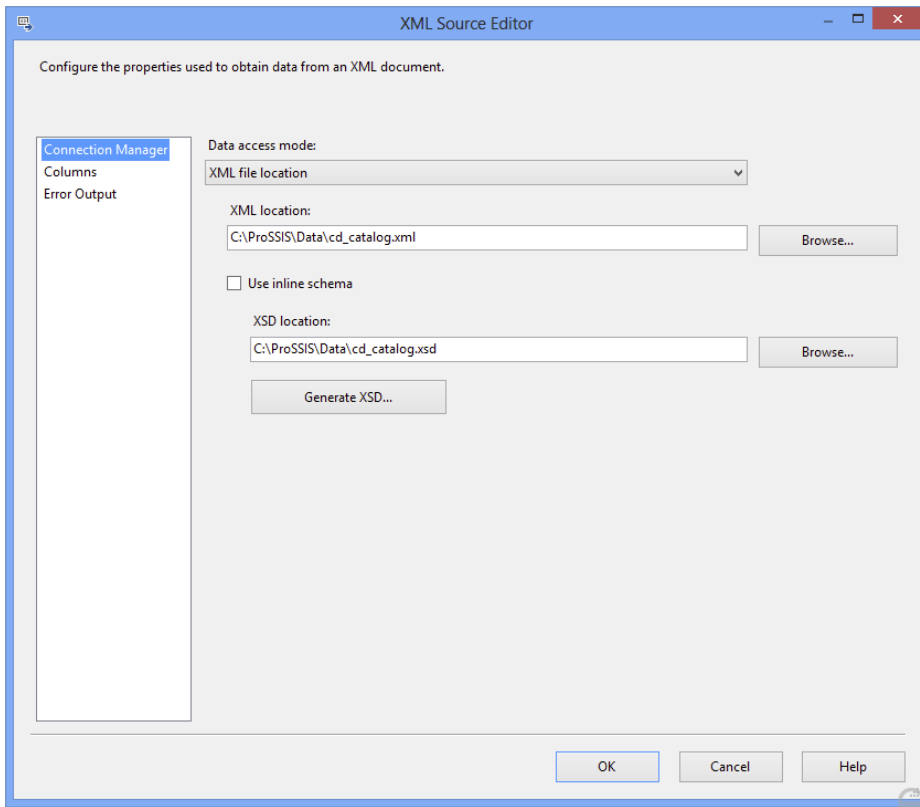 XML Source Editor
Configure the properties used to obtain data from an XML document.
Connection Manager
Columns
Error Output
Data access mode:
XML file location
XML location:
C:\ProSSIS\Data\cd_catalog.xml
Browse...
Use inline schema
XSD location:
C:\ProSSIS\Data\cd_catalog.xsd
Browse...
Generate XSD...
OK
Cancel
Help